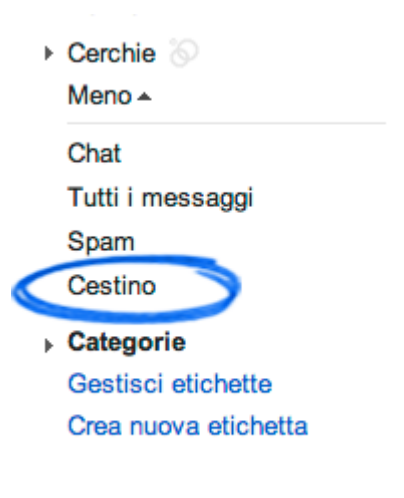 Cerchie
Meno
Chat
Tutti i messaggi
Spam
Cestino
Categorie
Gestisci etichette
Crea nuova etichetta